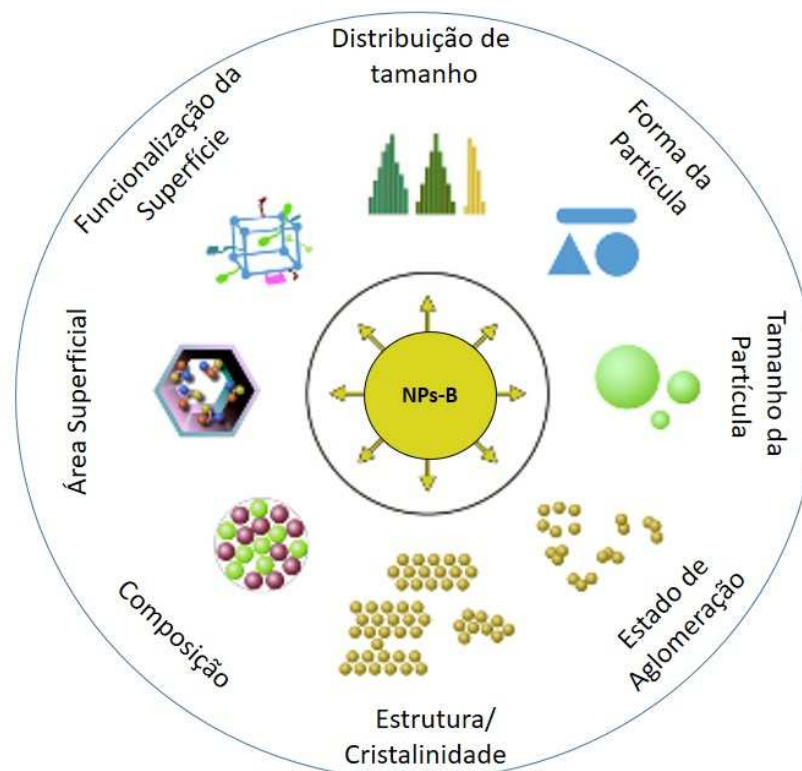 Distribuição de
tamanho
Forma da
Partícula
Tamanho da
Partícula
Estado de
Aglomeração
Estrutura/
Cristalinidade
Composição
Área Superficial
Funcionalização da
Superfície
NPs-B